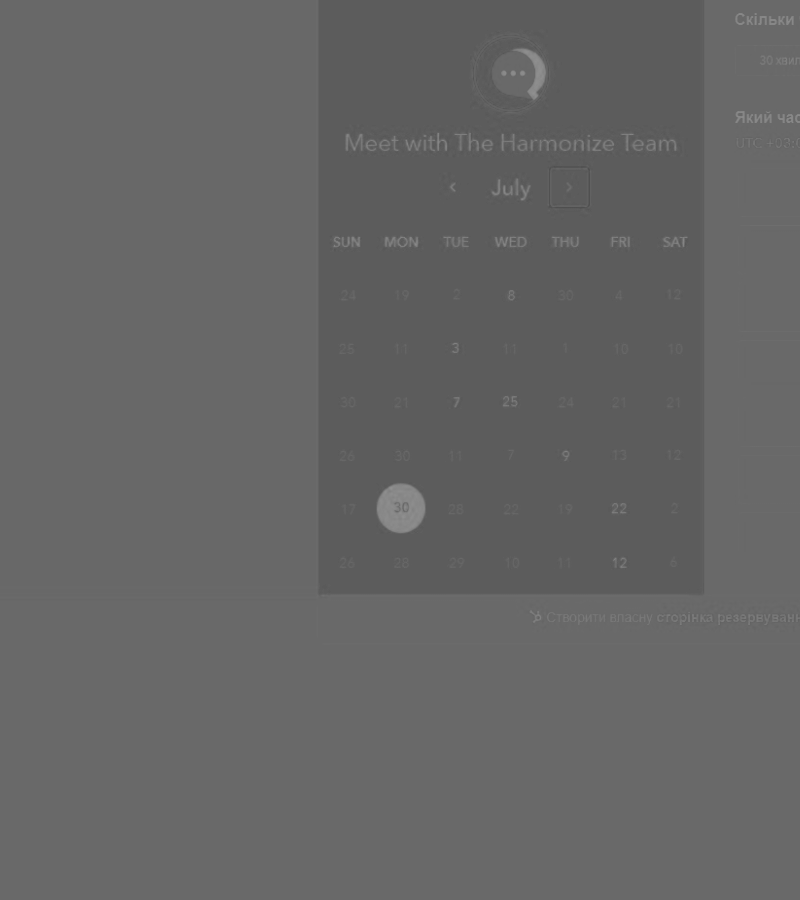 Скільки
30 хвил
Meet with The Harmonize Team
Який час
UTC +03:0
July
SUN MON TUE WED THU FRI SAT
24 19 2 8 30 4 12
25 11 3 11 1 10 10
30 21 7 25 24 21 21
26 30 11 7 9 13 12
17 30 28 22 19 22 2
26 28 29 10 11 12 6
Створити власну сторінка резервуванн